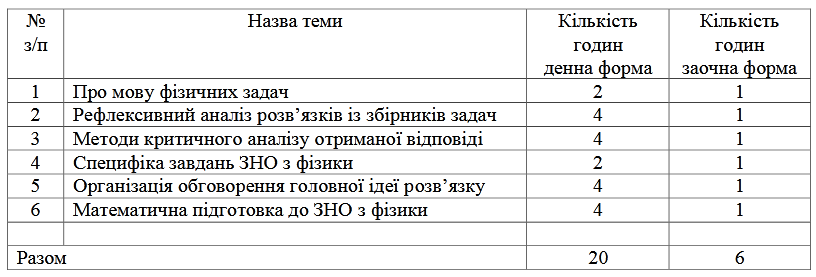 № з/п Назва теми Кількість годин денна форма Кількість годин заочна форма
1 Про мову фізичних задач 2 1
2 Рефлексивний аналіз розв’язків із збірників задач 4 1
3 Методи критичного аналізу отриманої відповіді 4 1
4 Специфіка завдань ЗНО з фізики 2 1
5 Організація обговорення головної ідеї розв’язку 4 1
6 Математична підготовка до ЗНО з фізики 4 1
Разом 20 6